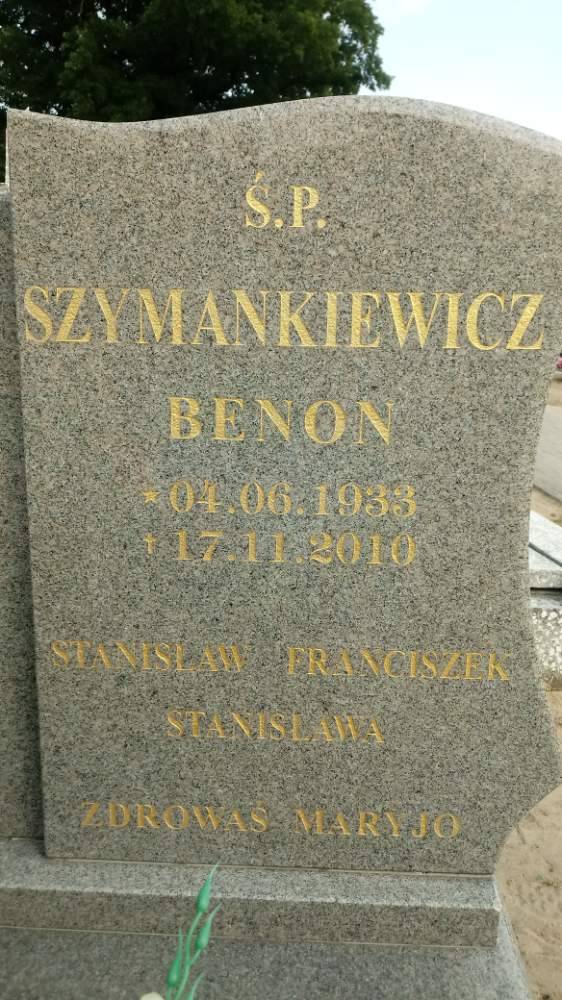 Ś.P.
SZYMANKIEWICZ
BENON
* 04.06.1933
† 17.11.2010
STANISŁAW FRANCISZEK
STANISŁAWA
ZDROWAŚ MARYJO